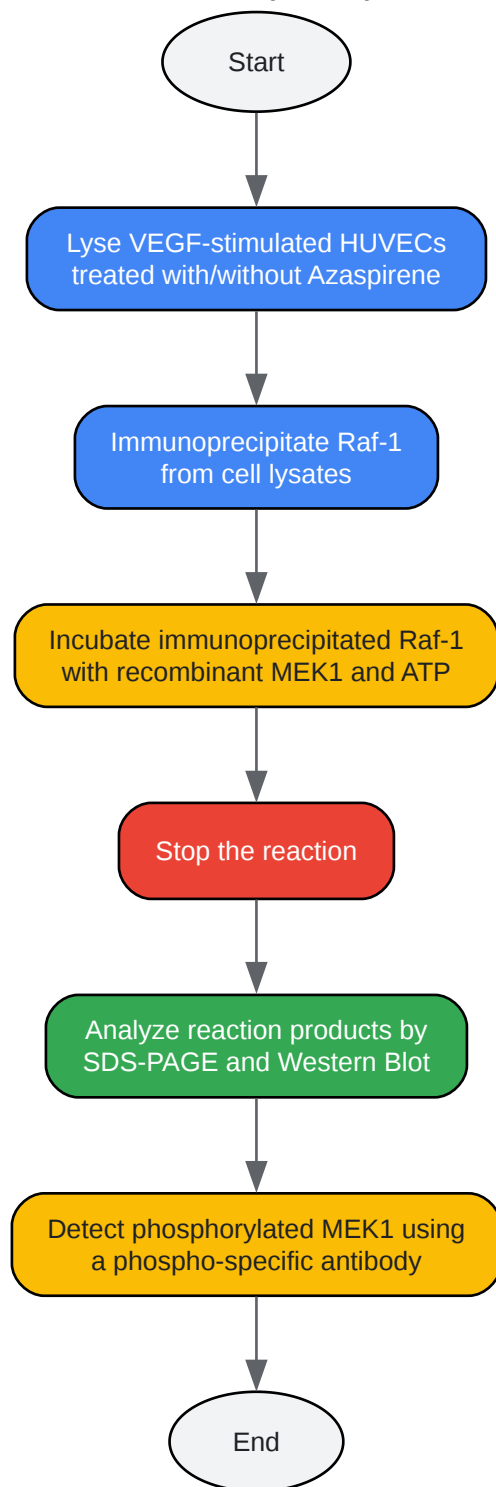 Start
Lyse VEGF-stimulated HUVECs
treated with/without Azaspirene
Immunoprecipitate Raf-1
from cell lysates
Incubate immunoprecipitated Raf-1
with recombinant MEK1 and ATP
Stop the reaction
Analyze reaction products by
SDS-PAGE and Western Blot
Detect phosphorylated MEK1 using
a phospho-specific antibody
End